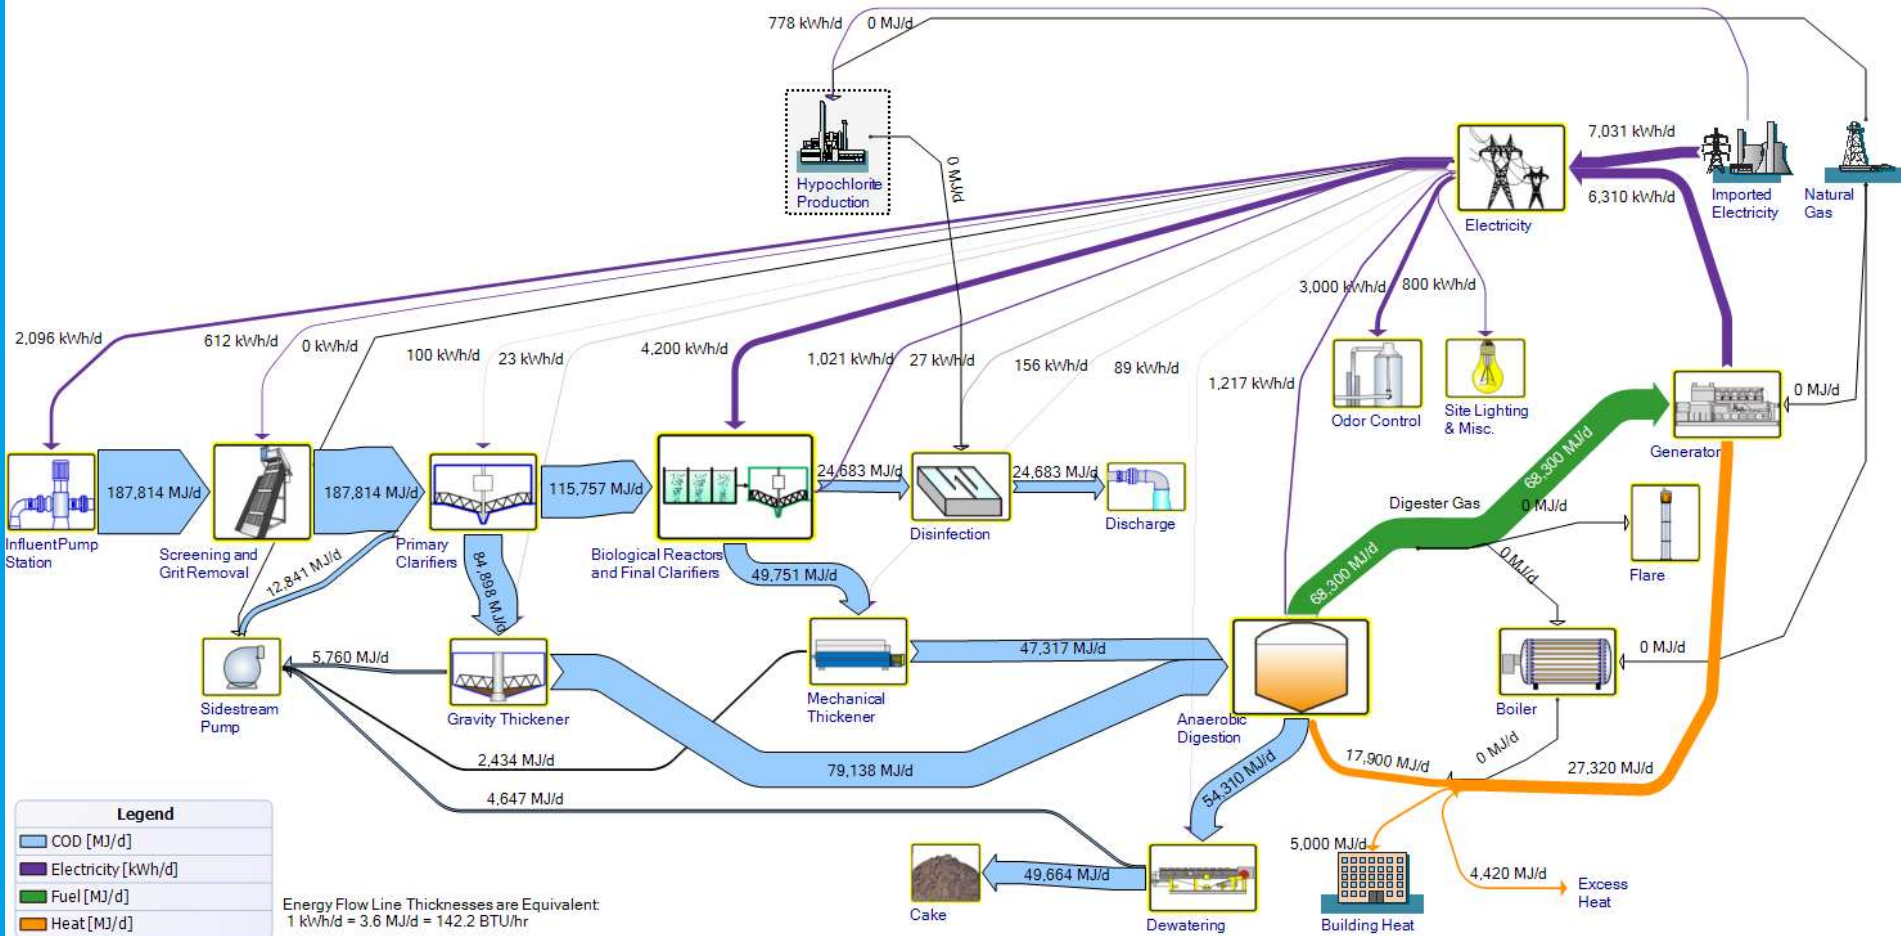 778 kWh/d
0 MJ/d
Hypochlorite
Production
0 MJ/d
Electricity
7,031 kWh/d
6,310 kWh/d
Imported
Electricity
Natural
Gas
2,096 kWh/d
612 kWh/d
0 kWh/d
100 kWh/d
23 kWh/d
4,200 kWh/d
1,021 kWh/d
27 kWh/d
156 kWh/d
89 kWh/d
1,217 kWh/d
3,000 kWh/d
800 kWh/d
Odor Control
Site Lighting
& Misc.
0 MJ/d
Generator
187,814 MJ/d
187,814 MJ/d
115,757 MJ/d
24,683 MJ/d
24,683 MJ/d
Influent Pump
Station
Screening and
Grit Removal
Primary
Clarifiers
Biological Reactors
and Final Clarifiers
Disinfection
Discharge
Digester Gas
68,300 MJ/d
68,300 MJ/d
0 MJ/d
Flare
0 MJ/d
12,841 MJ/d
84,898 MJ/d
49,751 MJ/d
Sidestream
Pump
5,760 MJ/d
Gravity Thickener
Mechanical
Thickener
47,317 MJ/d
Anaerobic
Digestion
Boiler
0 MJ/d
2,434 MJ/d
79,138 MJ/d
4,647 MJ/d
54,310 MJ/d
17,900 MJ/d
0 MJ/d
27,320 MJ/d
5,000 MJ/d
Building Heat
4,420 MJ/d
Excess
Heat
Cake
49,664 MJ/d
Dewatering
Legend
COD [MJ/d]
Electricity [kWh/d]
Fuel [MJ/d]
Heat [MJ/d]
Energy Flow Line Thicknesses are Equivalent:
1 kWh/d = 3.6 MJ/d = 142.2 BTU/hr